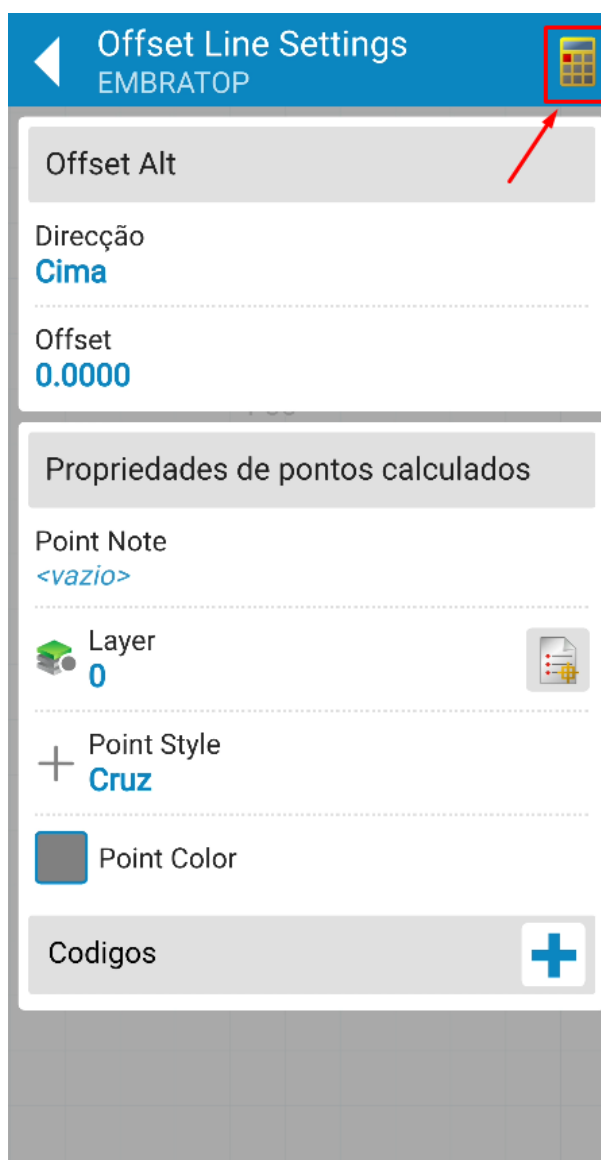 Offset Line Settings
EMBRATOP
Offset Alt
Direcção
Cima
Offset
0.0000
Propriedades de pontos calculados
Point Note
<vazio>
Layer
0
Point Style
Cruz
Point Color
Codigos